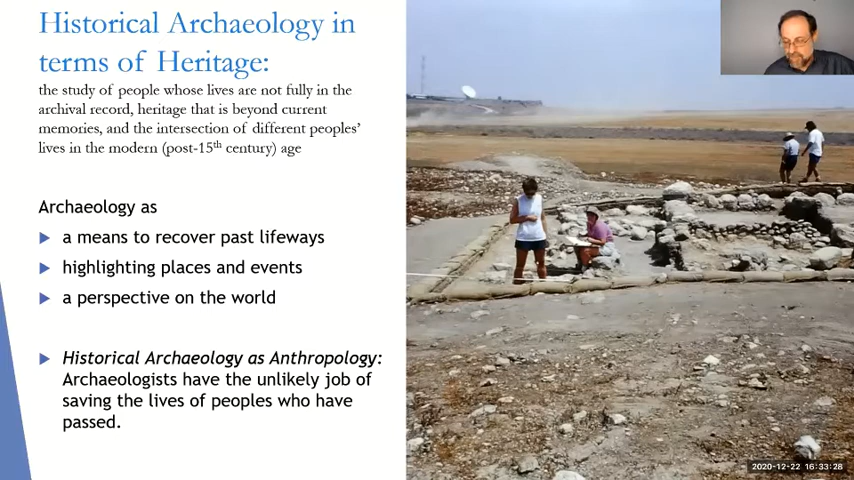 Historical Archaeology in
terms of Heritage:
the study of people whose lives are not fully in the
archival record, heritage that is beyond current
memories, and the intersection of different peoples’
lives in the modern (post-15th century) age
Archaeology as
a means to recover past lifeways
highlighting places and events
a perspective on the world
Historical Archaeology as Anthropology:
Archaeologists have the unlikely job of
saving the lives of peoples who have
passed.
2020-12-22 16:33:28